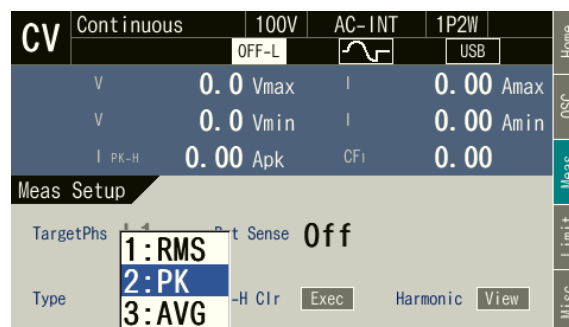 CV Continuous 100V AC-INT 1P2W
OFF-L USB
V 0.0 Vmax I 0.00 Amax
V 0.0 Vmin I 0.00 Amin
I PK-H 0.00 Apk CFI 0.00
Meas Setup
TargetPhs Sense Off
1:RMS
2:PK
3:AVG
Type -H Clr Exec Harmonic View
Home
OSC
Meas
Limit
Misc